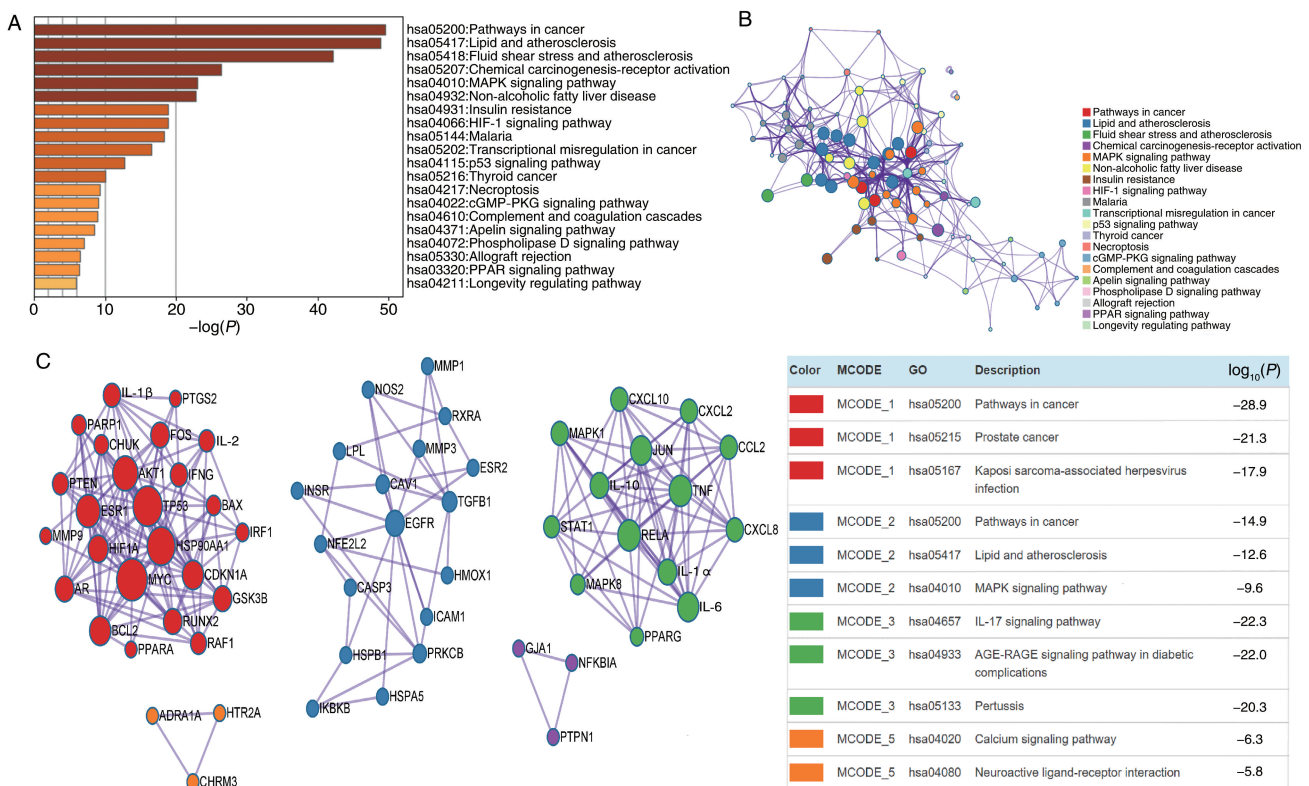 A
hsa05200:Pathways in cancer
hsa05417:Lipid and atherosclerosis
hsa05418:Fluid shear stress and atherosclerosis
hsa05207:Chemical carcinogenesis-receptor activation
hsa04010:MAPK signaling pathway
hsa04932:Non-alcoholic fatty liver disease
hsa04931:Insulin resistance
hsa04066:HIF-1 signaling pathway
hsa05144:Malaria
hsa05202:Transcriptional misregulation in cancer
hsa04115:p53 signaling pathway
hsa05216:Thyroid cancer
hsa04217:Necroptosis
hsa04022:cGMP-PKG signaling pathway
hsa04610:Complement and coagulation cascades
hsa04371:Apelin signaling pathway
hsa04072:Phospholipase D signaling pathway
hsa05330:Allograft rejection
hsa03320:PPAR signaling pathway
hsa04211:Longevity regulating pathway
0 10 20 30 40 50
−log(P)
B
Pathways in cancer
Lipid and atherosclerosis
Fluid shear stress and atherosclerosis
Chemical carcinogenesis-receptor activation
MAPK signaling pathway
Non-alcoholic fatty liver disease
Insulin resistance
HIF-1 signaling pathway
Malaria
Transcriptional misregulation in cancer
p53 signaling pathway
Thyroid cancer
Necroptosis
cGMP-PKG signaling pathway
Complement and coagulation cascades
Apelin signaling pathway
Phospholipase D signaling pathway
Allograft rejection
PPAR signaling pathway
Longevity regulating pathway
C
IL-1β
PTGS2
PARP1
CHUK
FOS
IL-2
AKT1
IFNG
PTEN
ESR1
TP53
BAX
MMP9
HIF1A
HSP90AA1
IRF1
AR
MYC
CDKN1A
GSK3B
BCL2
RUNX2
RAF1
PPARA
ADRA1A
HTR2A
CHRM3
MMP1
NOS2
RXRA
LPL
MMP3
ESR2
INSR
CAV1
TGFB1
EGFR
NFE2L2
HMOX1
CASP3
ICAM1
HSPB1
PRKCB
HSPA5
IKBKB
CXCL10
CXCL2
MAPK1
JUN
CCL2
IL-10
TNF
STAT1
RELA
CXCL8
IL-1α
MAPK8
IL-6
PPARG
GJA1
NFKBIA
PTPN1
Color MCODE GO Description log10(P)
MCODE_1 hsa05200 Pathways in cancer −28.9
MCODE_1 hsa05215 Prostate cancer −21.3
MCODE_1 hsa05167 Kaposi sarcoma-associated herpesvirus −17.9
infection
MCODE_2 hsa05200 Pathways in cancer −14.9
MCODE_2 hsa05417 Lipid and atherosclerosis −12.6
MCODE_2 hsa04010 MAPK signaling pathway −9.6
MCODE_3 hsa04657 IL-17 signaling pathway −22.3
MCODE_3 hsa04933 AGE-RAGE signaling pathway in diabetic −22.0
complications
MCODE_3 hsa05133 Pertussis −20.3
MCODE_5 hsa04020 Calcium signaling pathway −6.3
MCODE_5 hsa04080 Neuroactive ligand-receptor interaction −5.8